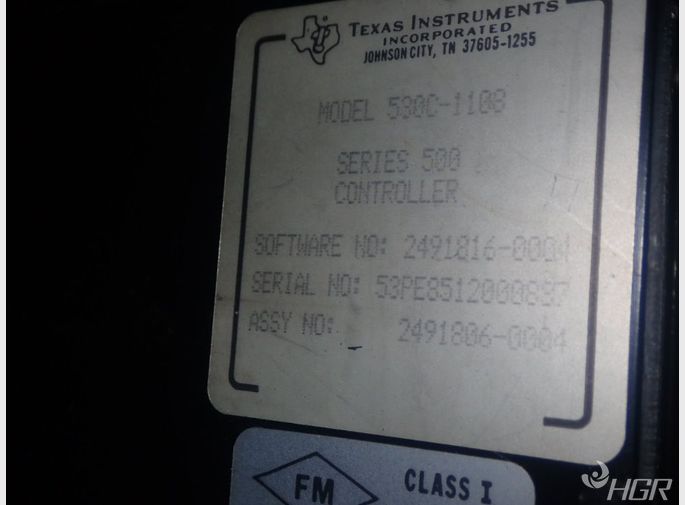 TEXAS INSTRUMENTS
INCORPORATED
JOHNSON CITY, TN 37605-1255
MODEL 530C-1108
SERIES 500
CONTROLLER
SOFTWARE NO: 2491816-0004
SERIAL NO: 53PE8512000887
ASSY NO: 2491806-0004
FM
CLASS I
HGR